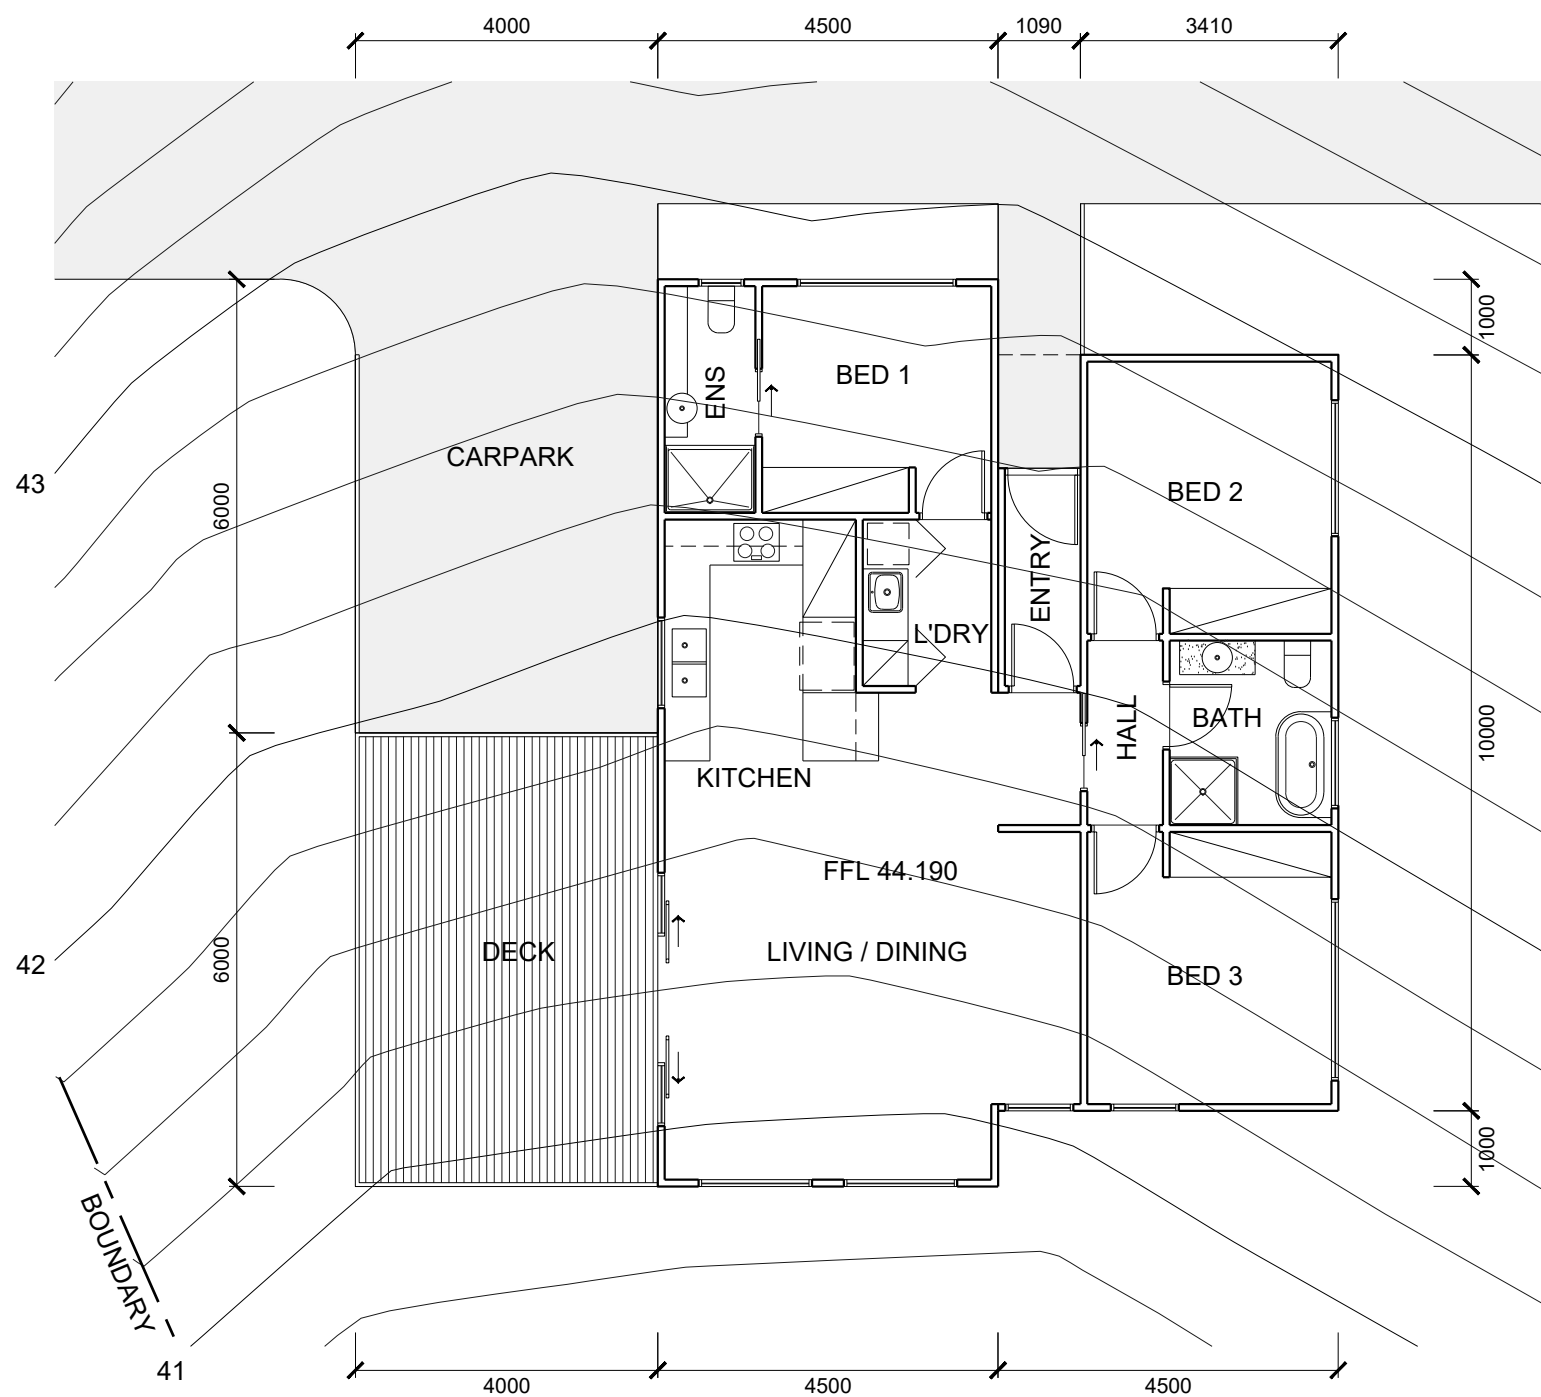 4000
4500
1090
3410
1000
BED 1
ENS
CARPARK
43
BED 2
6000
ENTRY
L'DRY
HALL
BATH
10000
KITCHEN
FFL 44.190
42
6000
DECK
LIVING / DINING
BED 3
1000
BOUNDARY
41
4000
4500
4500